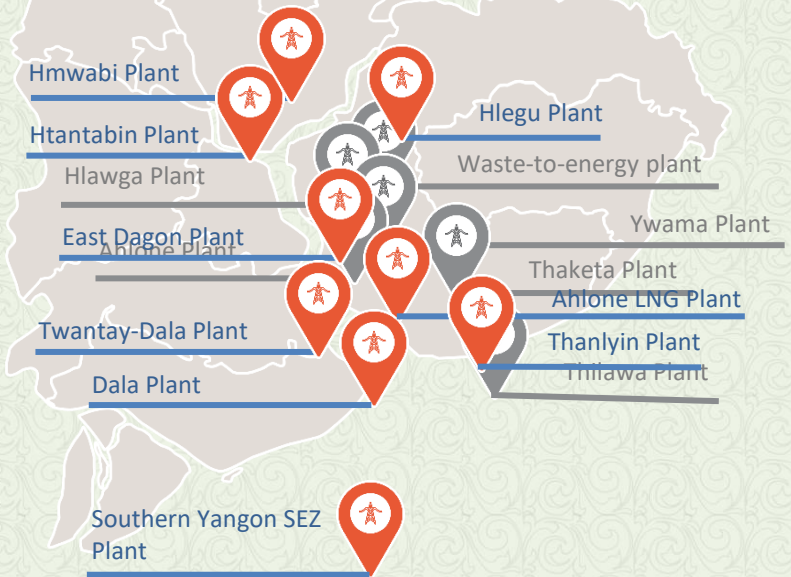 Hmwabi Plant
Hlegu Plant
Htantabin Plant
Waste-to-energy plant
Hlawga Plant
Ywama Plant
East Dagon Plant
Ahlone Plant
Thaketa Plant
Ahlone LNG Plant
Twantay-Dala Plant
Thanlyin Plant
Thilawa Plant
Dala Plant
Southern Yangon SEZ
Plant